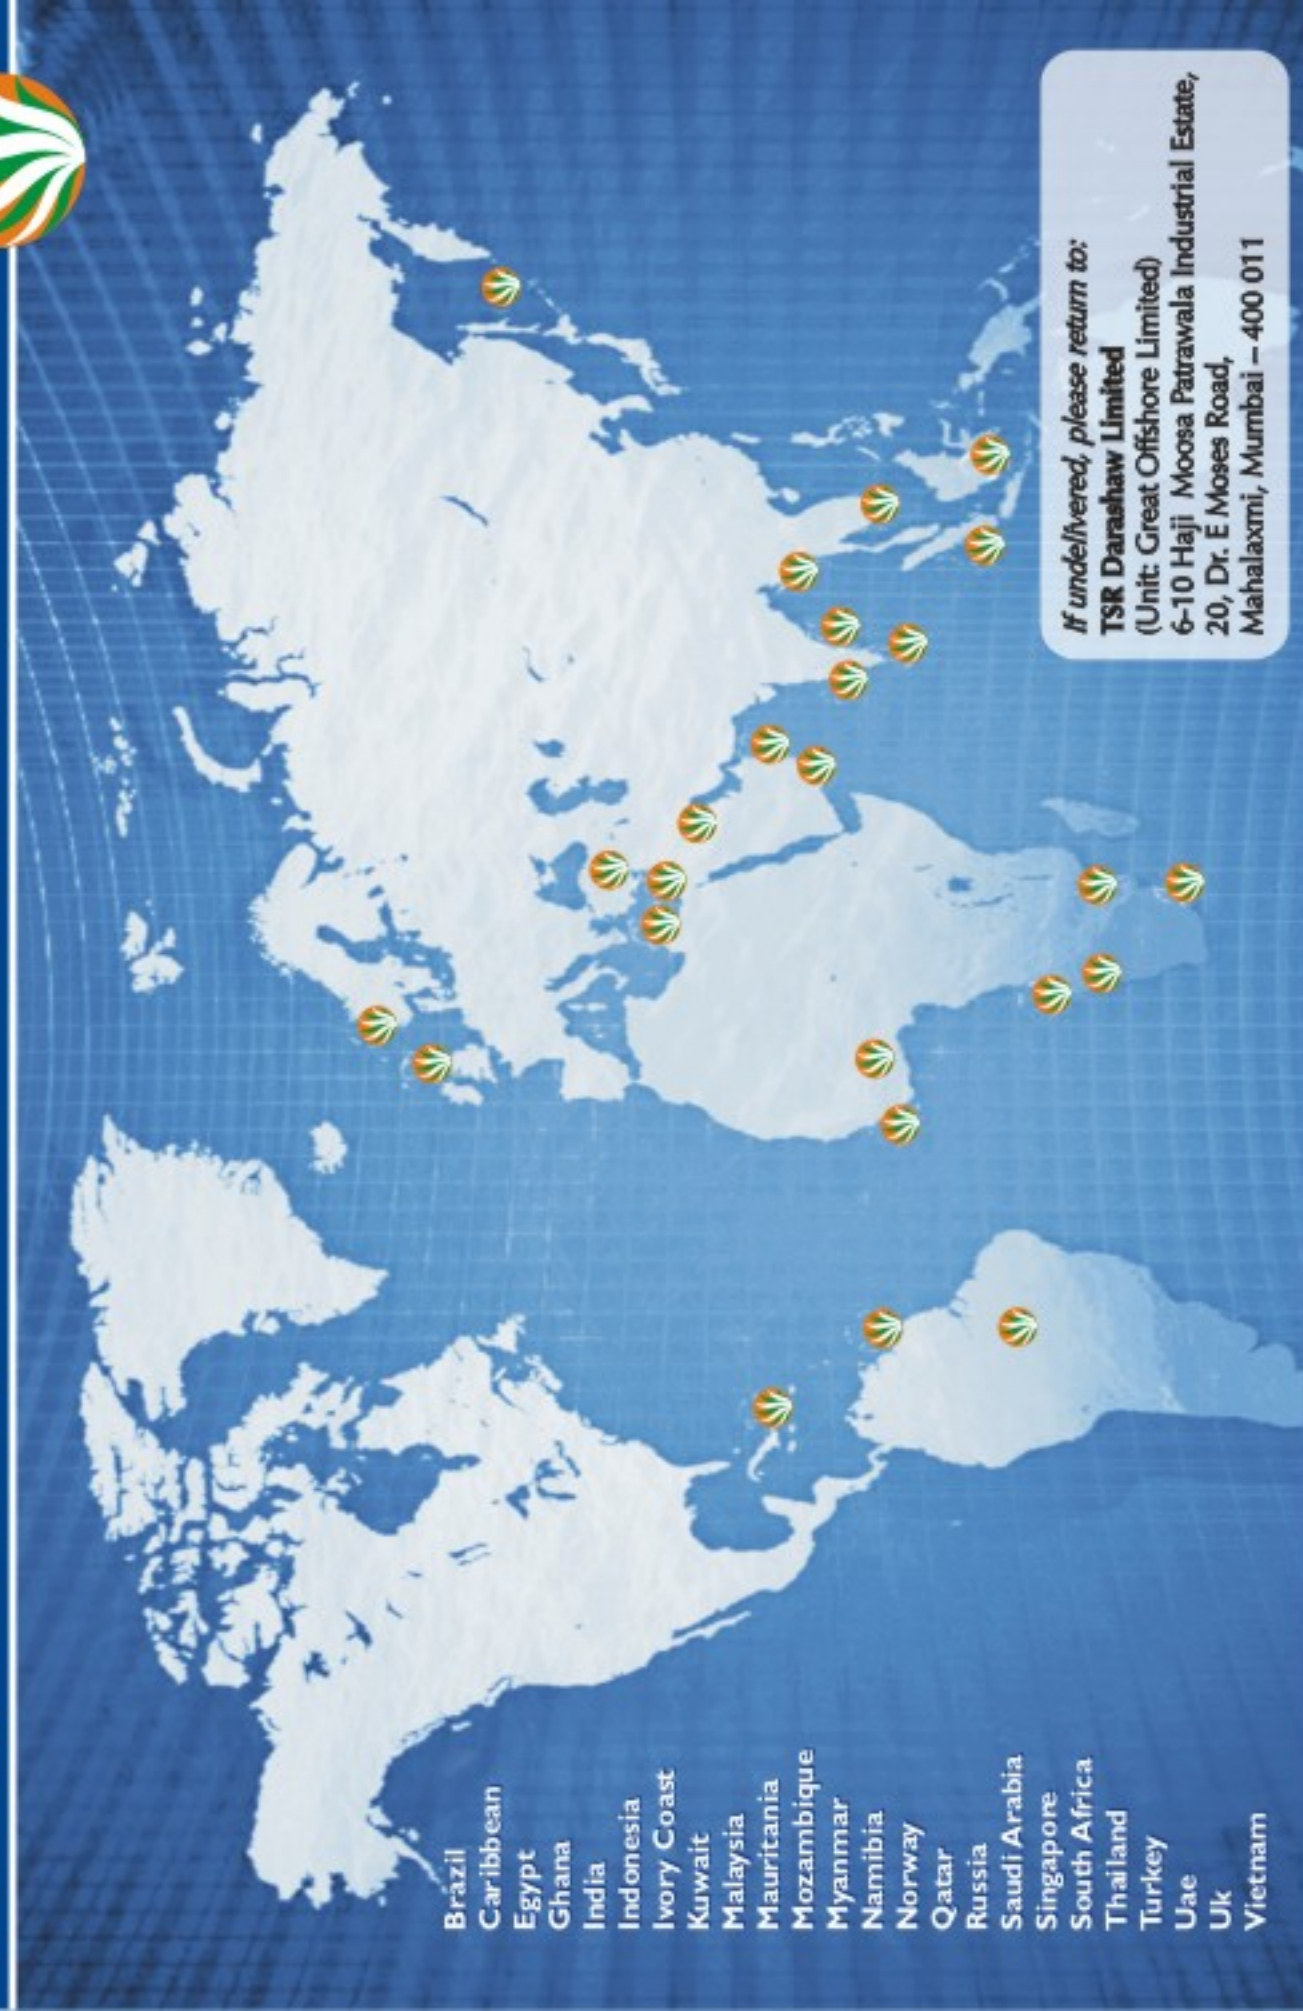 Brazil
Caribbean
Egypt
Ghana
India
Indonesia
Ivory Coast
Kuwait
Malaysia
Mauritania
Mozambique
Myanmar
Namibia
Norway
Qatar
Russia
Saudi Arabia
Singapore
South Africa
Thailand
Turkey
Uae
Uk
Vietnam
If undelivered, please return to:
TSR Darashaw Limited
(Unit: Great Offshore Limited)
6-10 Haji Moosa Patrawala Industrial Estate,
20, Dr. E Moses Road,
Mahalaxmi, Mumbai – 400 011